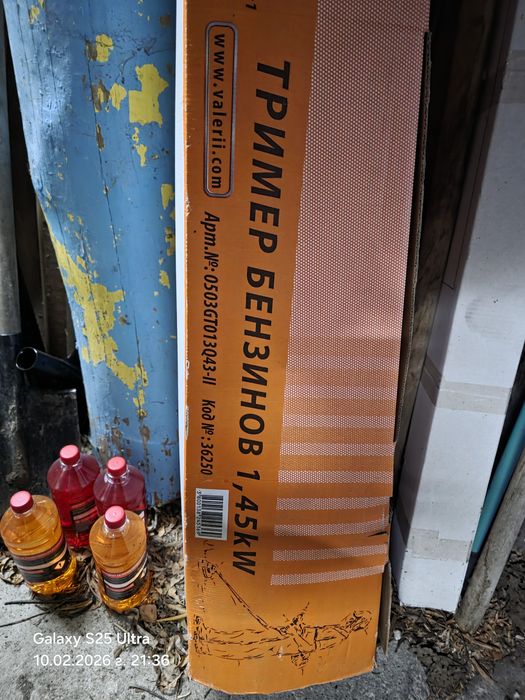 www.valerii.com
ТРИМЕР БЕНЗИНОВ 1,45kW
Арт.№: 0503GT013Q43-II Код №: 36250
Galaxy S25 Ultra
10.02.2026 г. 21:36